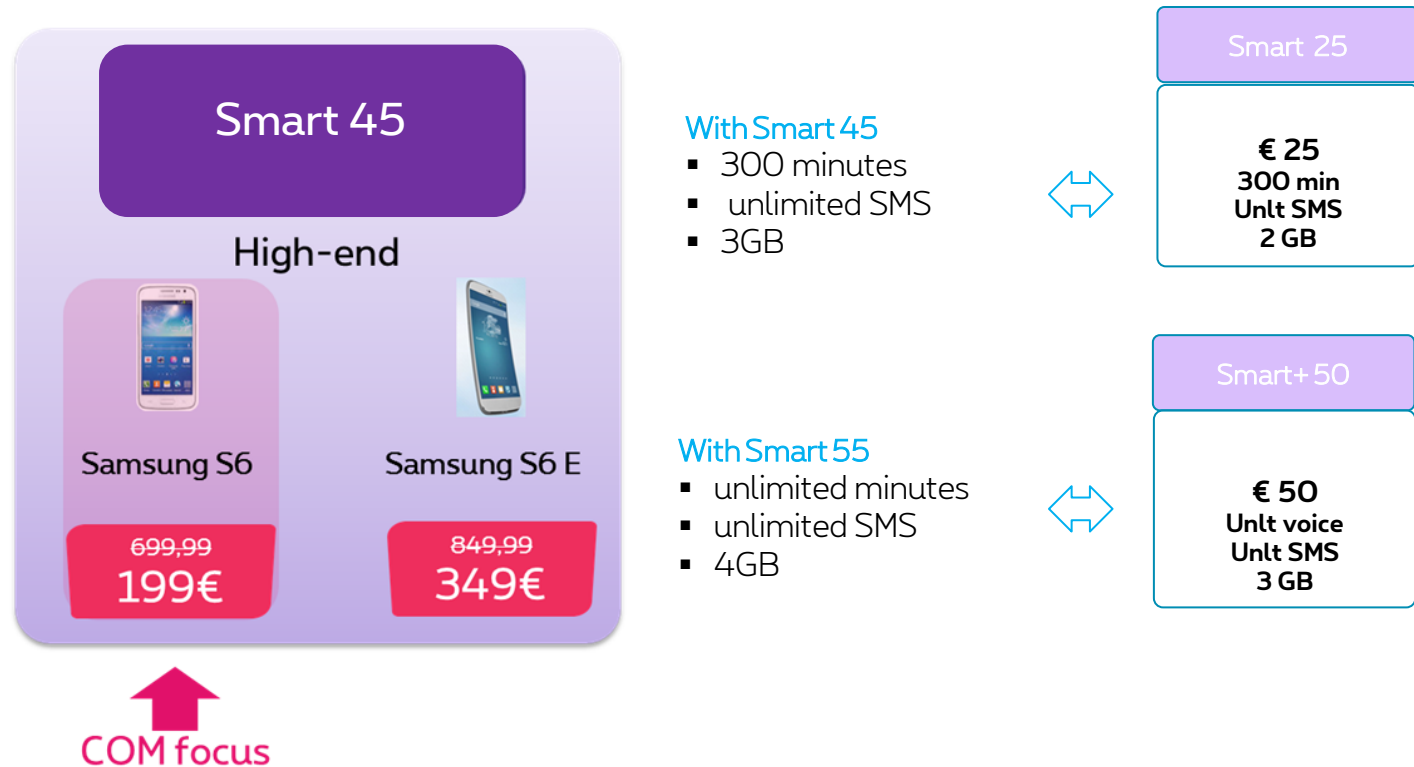 Smart 45
High-end
Samsung S6
Samsung S6 E
699,99
199€
849,99
349€
COM focus
With Smart 45
▪ 300 minutes
▪ unlimited SMS
▪ 3GB
With Smart 55
▪ unlimited minutes
▪ unlimited SMS
▪ 4GB
Smart 25
€ 25
300 min
Unlt SMS
2 GB
Smart+ 50
€ 50
Unlt voice
Unlt SMS
3 GB